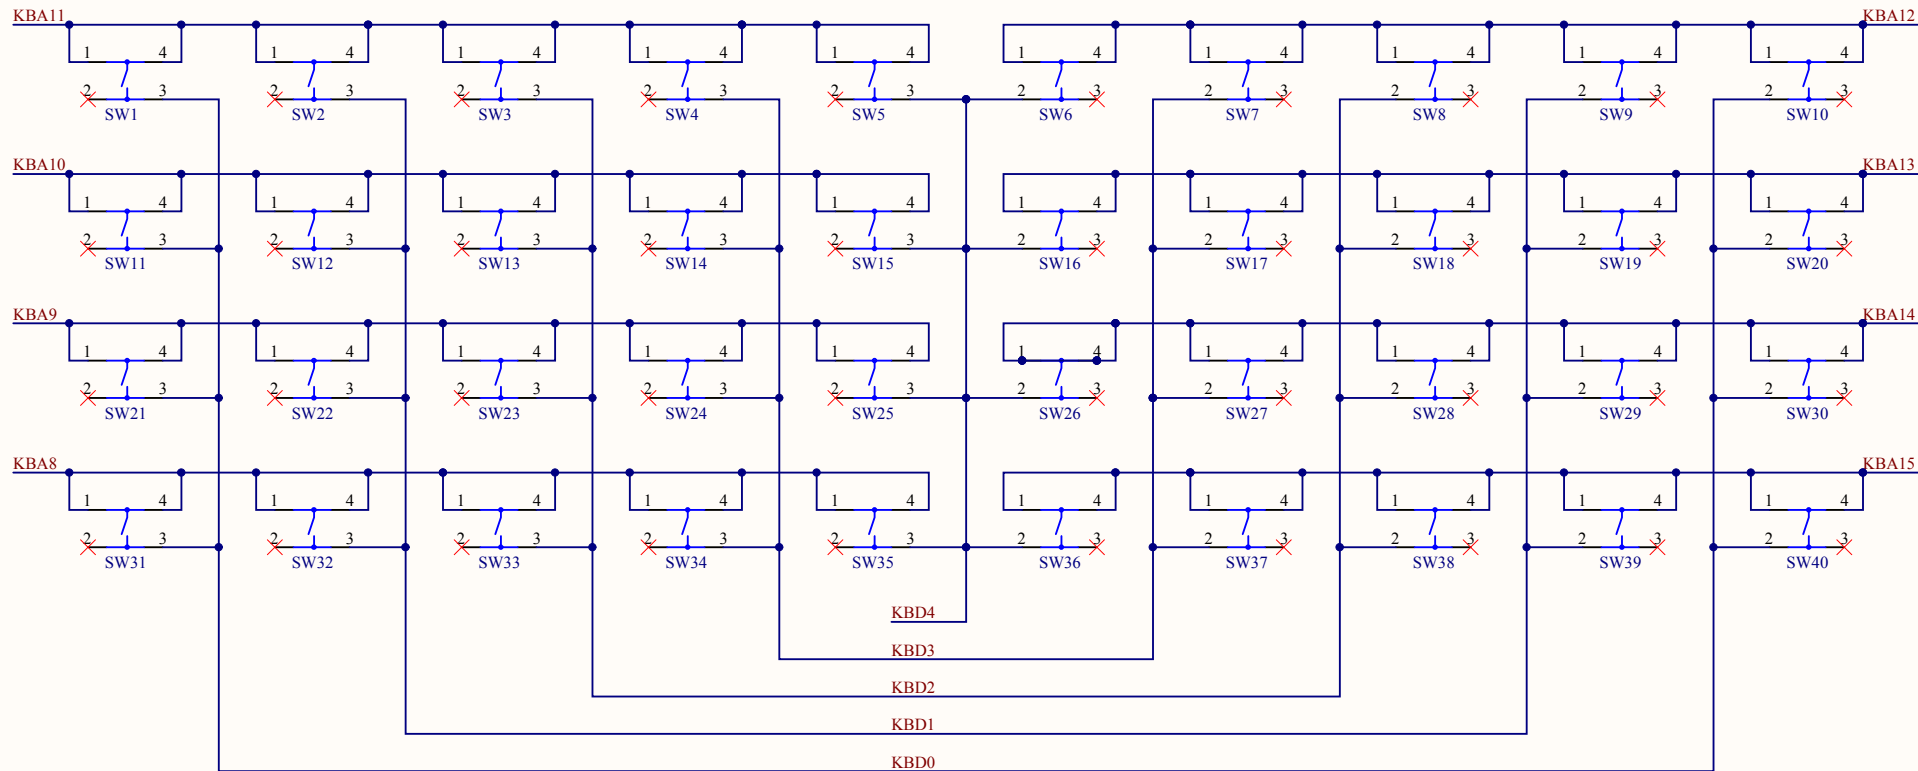 KBA11 KBA12
1 4 1 4 1 4 1 4 1 4 1 4 1 4 1 4 1 4 1 4
2 3 2 3 2 3 2 3 2 3 2 3 2 3 2 3 2 3 2 3
SW1 SW2 SW3 SW4 SW5 SW6 SW7 SW8 SW9 SW10
KBA10 KBA13
1 4 1 4 1 4 1 4 1 4 1 4 1 4 1 4 1 4 1 4
2 3 2 3 2 3 2 3 2 3 2 3 2 3 2 3 2 3 2 3
SW11 SW12 SW13 SW14 SW15 SW16 SW17 SW18 SW19 SW20
KBA9 KBA14
1 4 1 4 1 4 1 4 1 4 1 4 1 4 1 4 1 4 1 4
2 3 2 3 2 3 2 3 2 3 2 3 2 3 2 3 2 3 2 3
SW21 SW22 SW23 SW24 SW25 SW26 SW27 SW28 SW29 SW30
KBA8 KBA15
1 4 1 4 1 4 1 4 1 4 1 4 1 4 1 4 1 4 1 4
2 3 2 3 2 3 2 3 2 3 2 3 2 3 2 3 2 3 2 3
SW31 SW32 SW33 SW34 SW35 SW36 SW37 SW38 SW39 SW40
KBD4
KBD3
KBD2
KBD1
KBD0